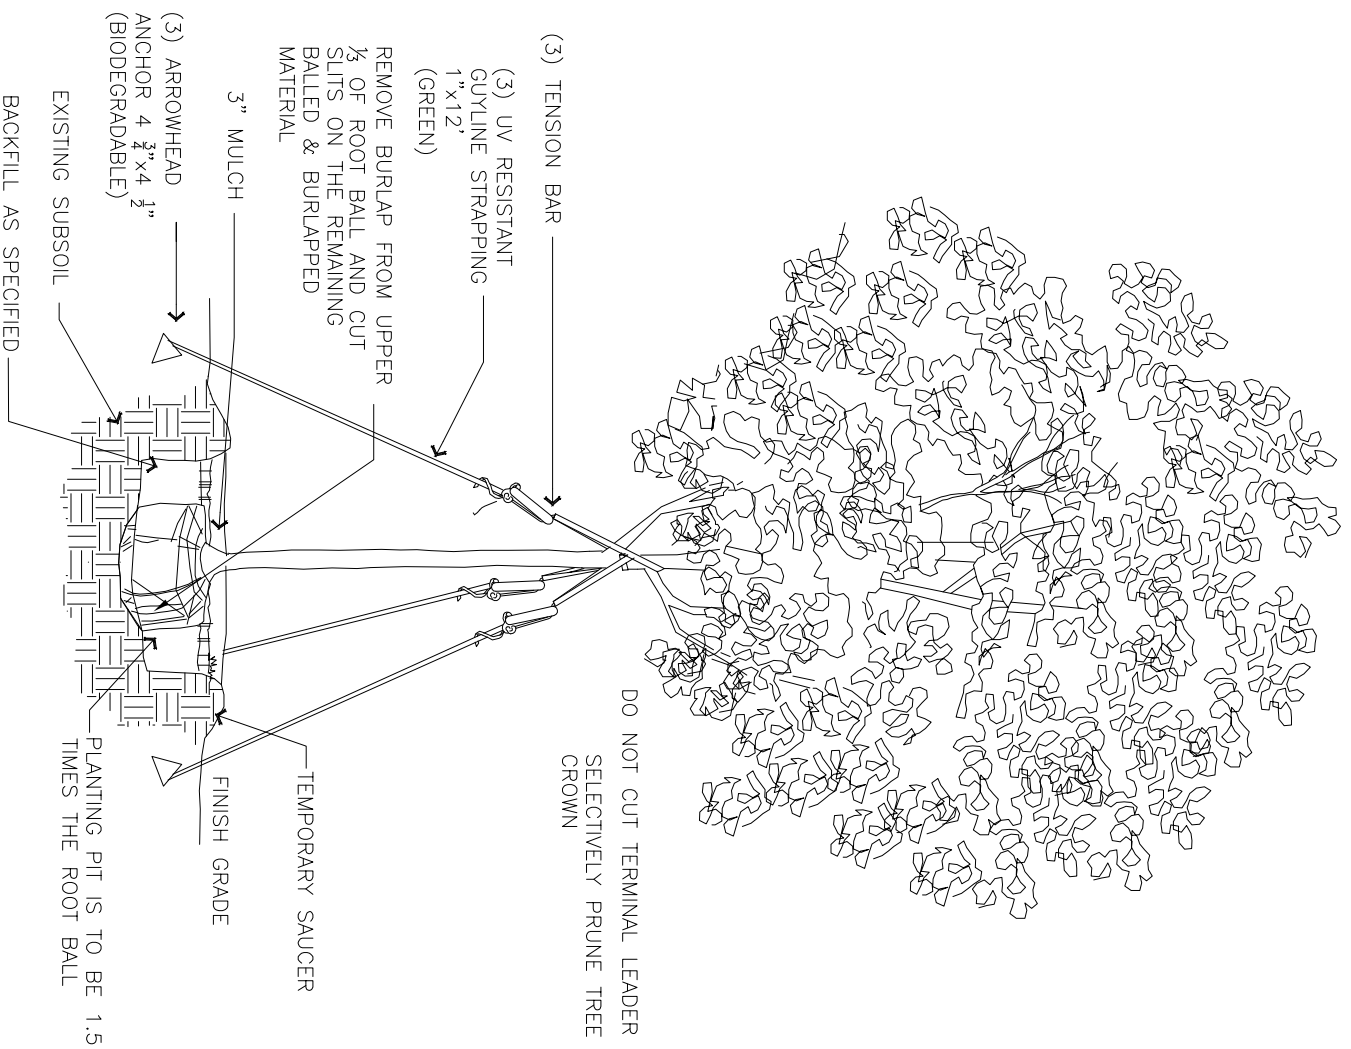 DO NOT CUT TERMINAL LEADER
SELECTIVELY PRUNE TREE
CROWN
(3) TENSION BAR
(3) UV RESISTANT
GUYLINE STRAPPING
1"x12'
(GREEN)
REMOVE BURLAP FROM UPPER
⅓ OF ROOT BALL AND CUT
SLITS ON THE REMAINING
BALLED & BURLAPPED
MATERIAL
3" MULCH
(3) ARROWHEAD
ANCHOR 4 ¾"x4 ½"
(BIODEGRADABLE)
EXISTING SUBSOIL
BACKFILL AS SPECIFIED
TEMPORARY SAUCER
FINISH GRADE
PLANTING PIT IS TO BE 1.5
TIMES THE ROOT BALL